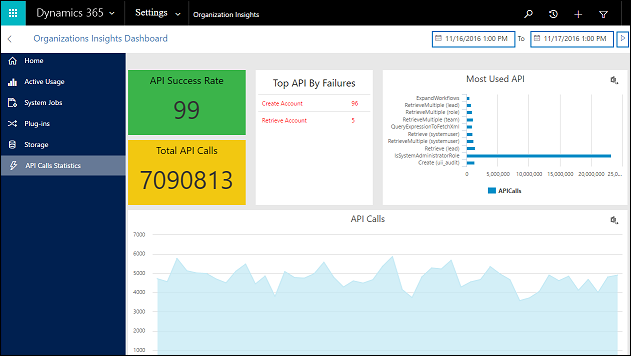 Dynamics 365 Settings Organization Insights
Organizations Insights Dashboard 11/16/2016 1:00 PM To 11/17/2016 1:00 PM
Home
Active Usage
System Jobs
Plug-ins
Storage
API Calls Statistics
API Success Rate
99
Total API Calls
7090813
Top API By Failures
Create Account 96
Retrieve Account 5
Most Used API
ExpandWorkflows
RetrieveMultiple (lead)
RetrieveMultiple (role)
RetrieveMultiple (team)
QueryExpressionToFetchXml
Retrieve (systemuser)
RetrieveMultiple (systemuser)
Retrieve (lead)
IsSystemAdministratorRole
Create (uii_audit)
0 5,000,000 10,000,000 15,000,000 20,000,000 25,0...
APICalls
API Calls
7000
6000
5000
4000
3000
2000
1000